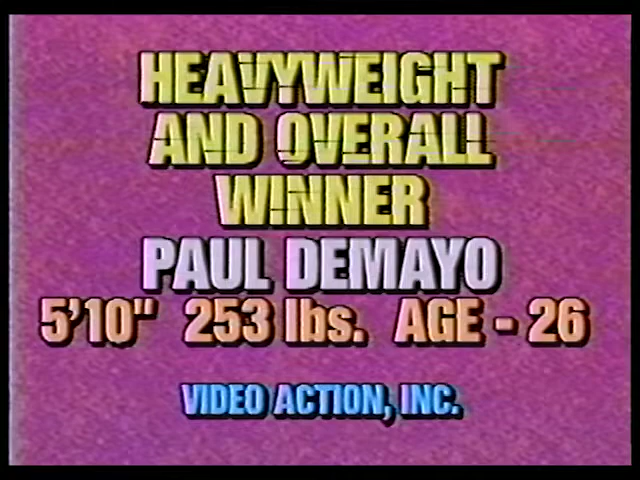 HEAVYWEIGHT
AND OVERALL
WINNER
PAUL DEMAYO
5'10" 253 lbs. AGE - 26
VIDEO ACTION, INC.